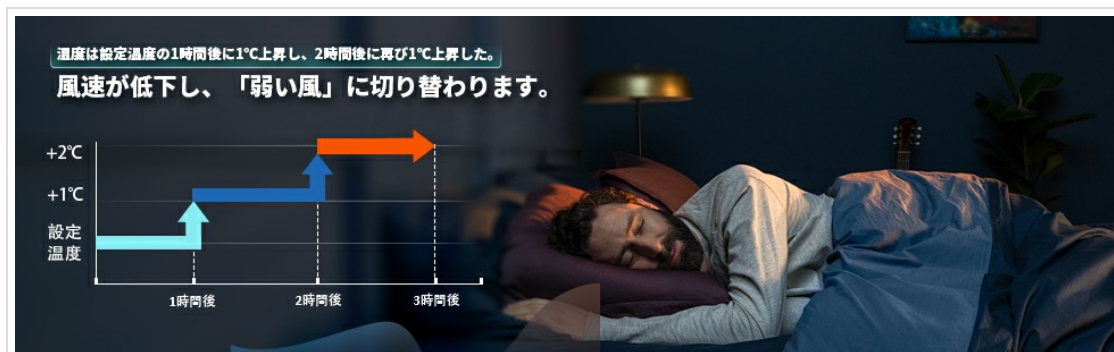 温度は設定温度の1時間後に1℃上昇し、2時間後に再び1℃上昇した。
風速が低下し、「弱い風」に切り替わります。
+2℃
+1℃
設定
温度
1時間後
2時間後
3時間後